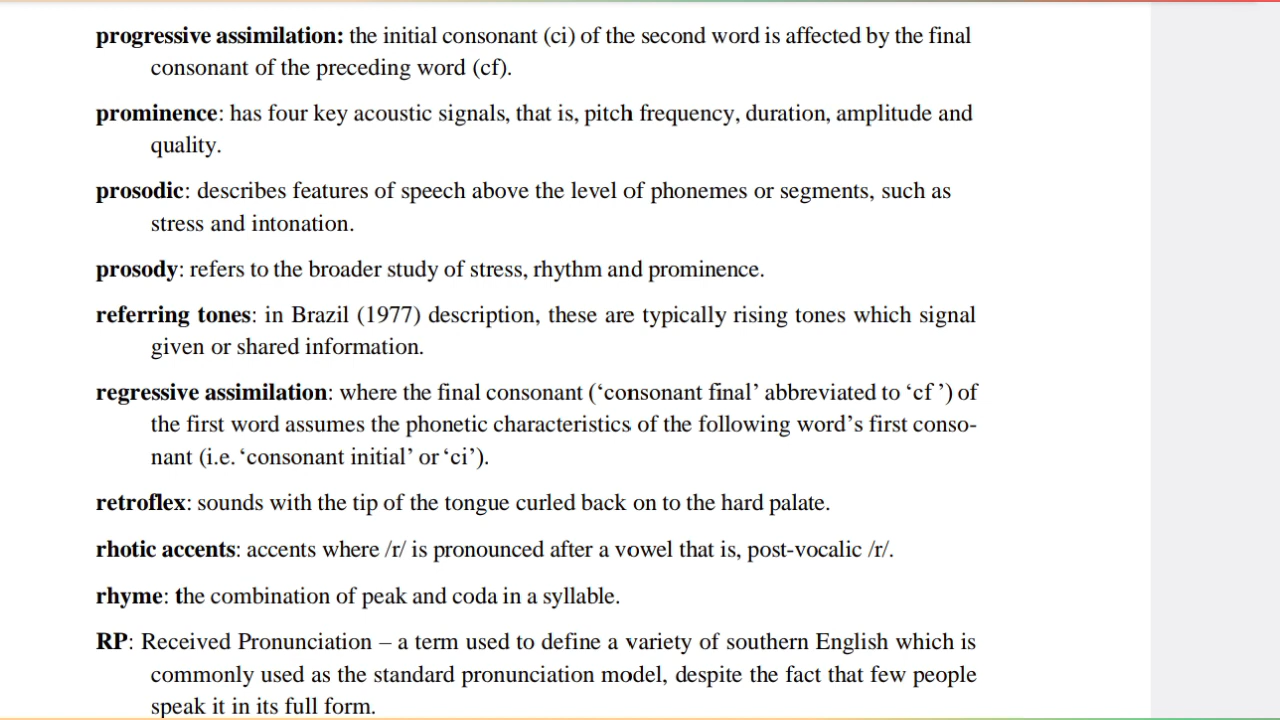 progressive assimilation: the initial consonant (ci) of the second word is affected by the final
consonant of the preceding word (cf).
prominence: has four key acoustic signals, that is, pitch frequency, duration, amplitude and
quality.
prosodic: describes features of speech above the level of phonemes or segments, such as
stress and intonation.
prosody: refers to the broader study of stress, rhythm and prominence.
referring tones: in Brazil (1977) description, these are typically rising tones which signal
given or shared information.
regressive assimilation: where the final consonant (‘consonant final’ abbreviated to ‘cf’) of
the first word assumes the phonetic characteristics of the following word’s first conso-
nant (i.e. ‘consonant initial’ or ‘ci’).
retroflex: sounds with the tip of the tongue curled back on to the hard palate.
rhotic accents: accents where /r/ is pronounced after a vowel that is, post-vocalic /r/.
rhyme: the combination of peak and coda in a syllable.
RP: Received Pronunciation – a term used to define a variety of southern English which is
commonly used as the standard pronunciation model, despite the fact that few people
speak it in its full form.